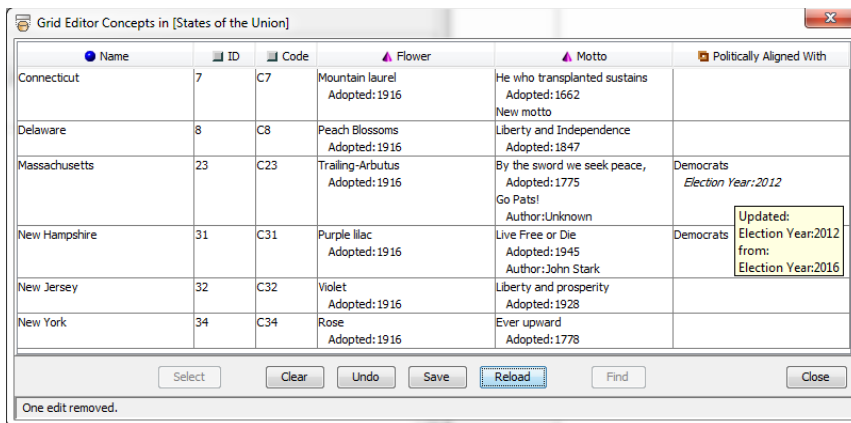 Grid Editor Concepts in [States of the Union]
x
Name ID Code Flower Motto Politically Aligned With
Connecticut 7 C7 Mountain laurel He who transplanted sustains
Adopted:1916 Adopted:1662
New motto
Delaware 8 C8 Peach Blossoms Liberty and Independence
Adopted:1916 Adopted:1847
Massachusetts 23 C23 Trailing-Arbutus By the sword we seek peace, Democrats
Adopted:1916 Adopted:1775 Election Year:2012
Go Pats!
Author:Unknown
New Hampshire 31 C31 Purple lilac Live Free or Die Democrats
Adopted:1916 Adopted:1945
Author:John Stark
Updated:
Election Year:2012
from:
Election Year:2016
New Jersey 32 C32 Violet Liberty and prosperity
Adopted:1916 Adopted:1928
New York 34 C34 Rose Ever upward
Adopted:1916 Adopted:1778
Select Clear Undo Save Reload Find Close
One edit removed.